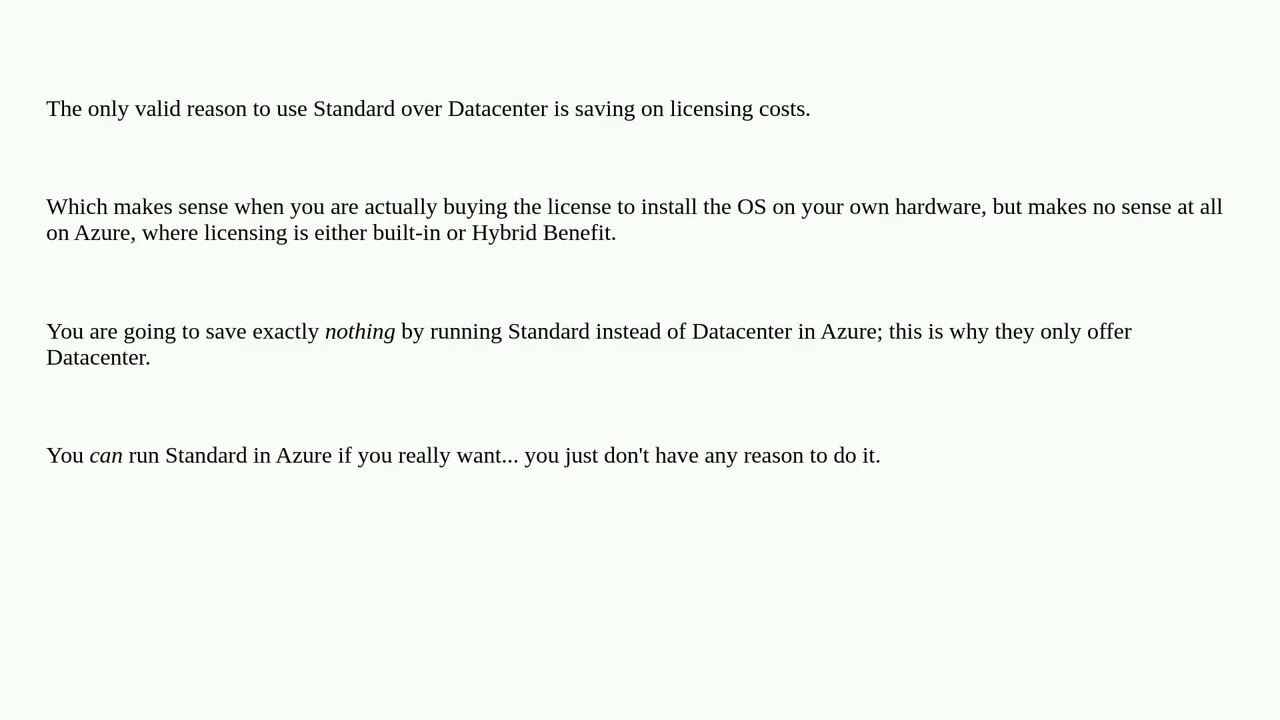 The only valid reason to use Standard over Datacenter is saving on licensing costs.
Which makes sense when you are actually buying the license to install the OS on your own hardware, but makes no sense at all
on Azure, where licensing is either built-in or Hybrid Benefit.
You are going to save exactly nothing by running Standard instead of Datacenter in Azure; this is why they only offer
Datacenter.
You can run Standard in Azure if you really want... you just don't have any reason to do it.